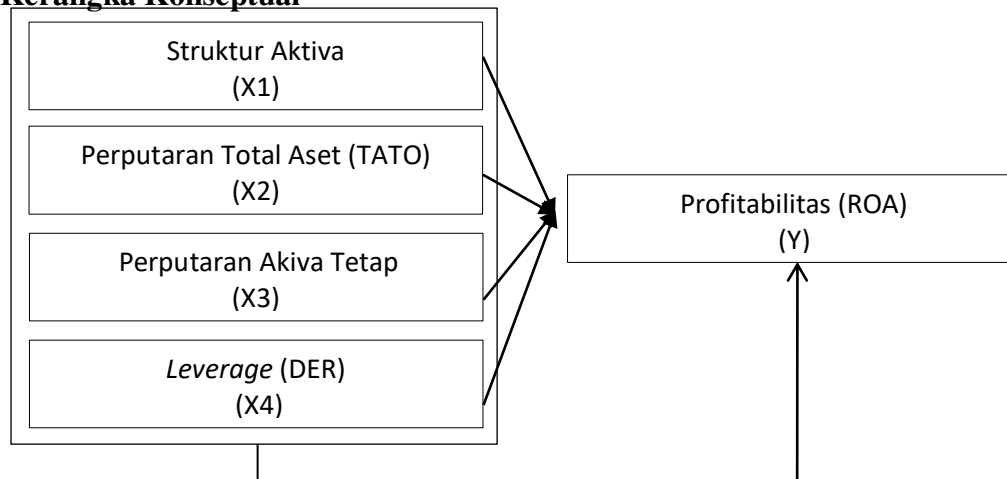 Kerangka Konseptual
Struktur Aktiva
(X1)
Perputaran Total Aset (TATO)
(X2)
Perputaran Akiva Tetap
(X3)
Leverage (DER)
(X4)
Profitabilitas (ROA)
(Y)